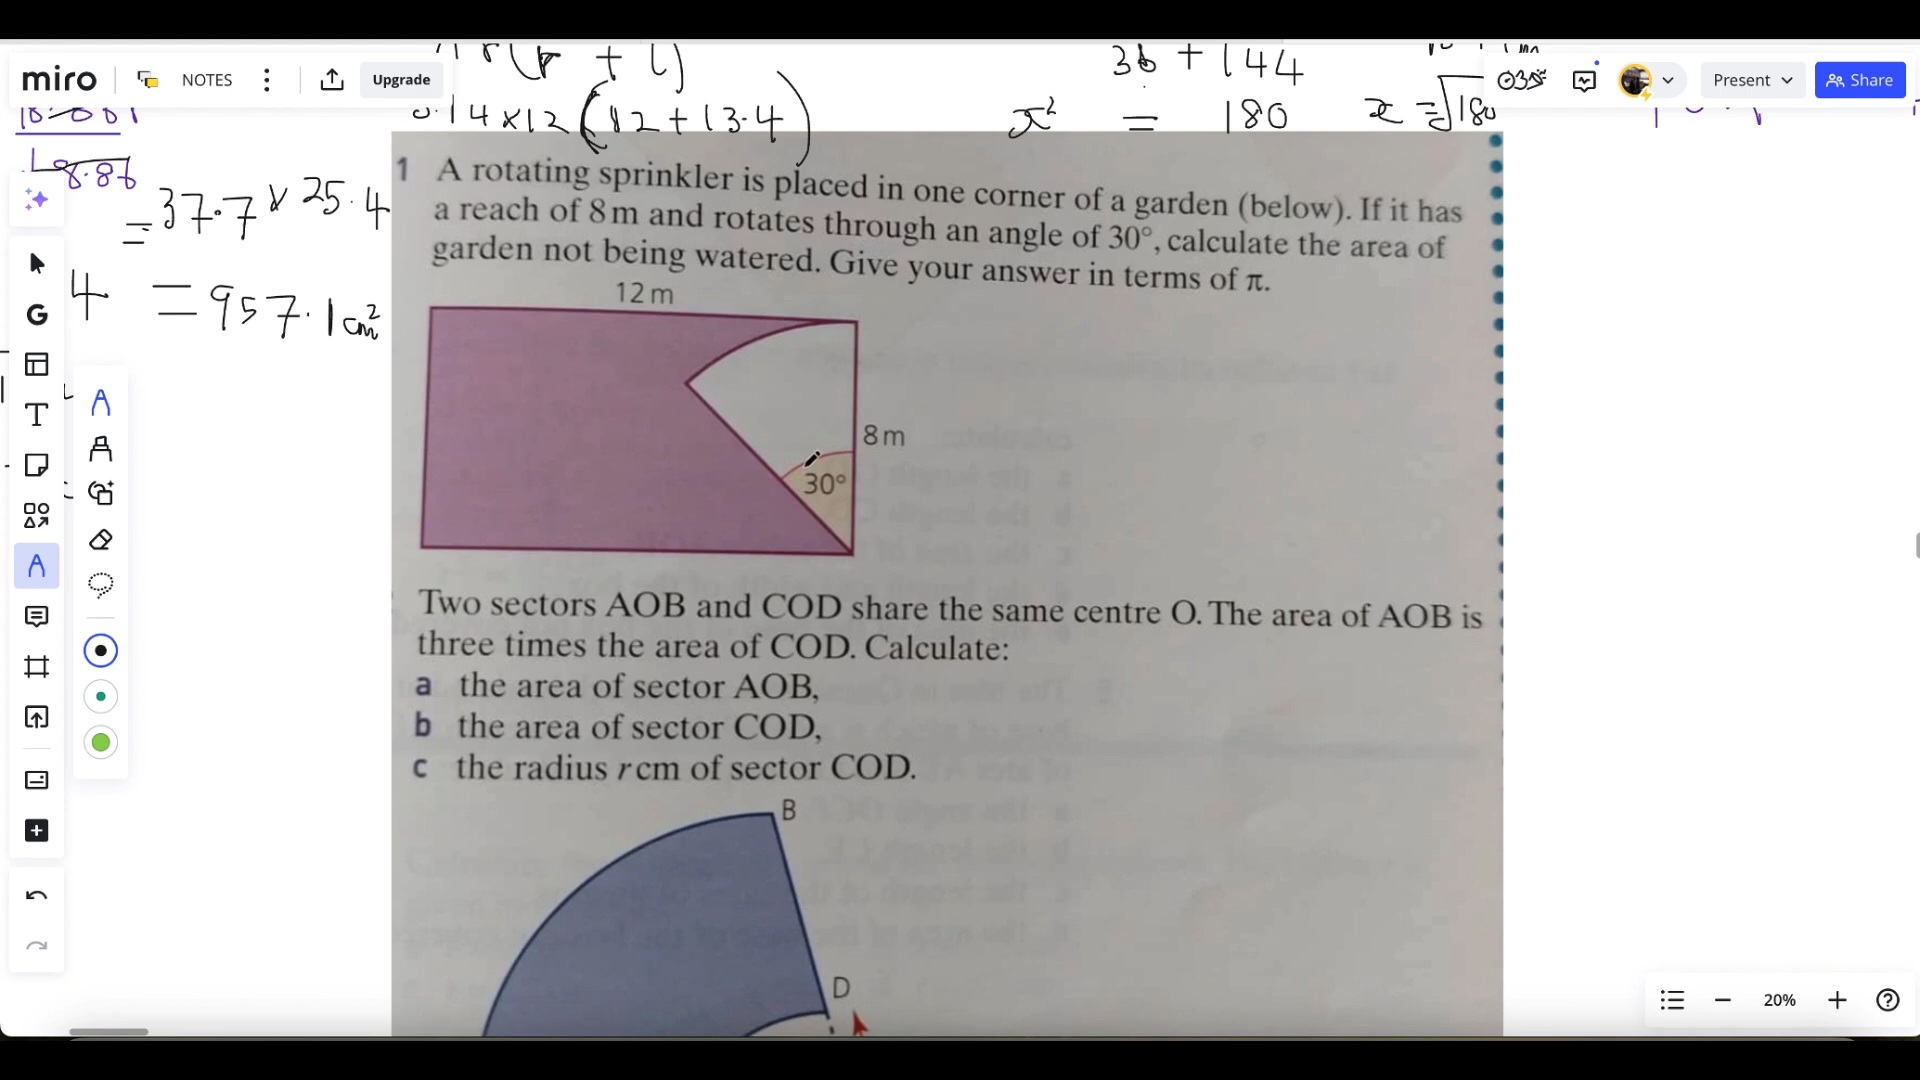 miro
NOTES
Upgrade
Present
Share
3.14 x 12 (12 + 13.4)
36 + 144
x² = 180
x = √180
18.86
= 37.7 x 25.4
= 957.1 cm²
1 A rotating sprinkler is placed in one corner of a garden (below). If it has
a reach of 8 m and rotates through an angle of 30°, calculate the area of
garden not being watered. Give your answer in terms of π.
12 m
8 m
30°
Two sectors AOB and COD share the same centre O. The area of AOB is
three times the area of COD. Calculate:
a the area of sector AOB,
b the area of sector COD,
c the radius r cm of sector COD.
B
D
20%